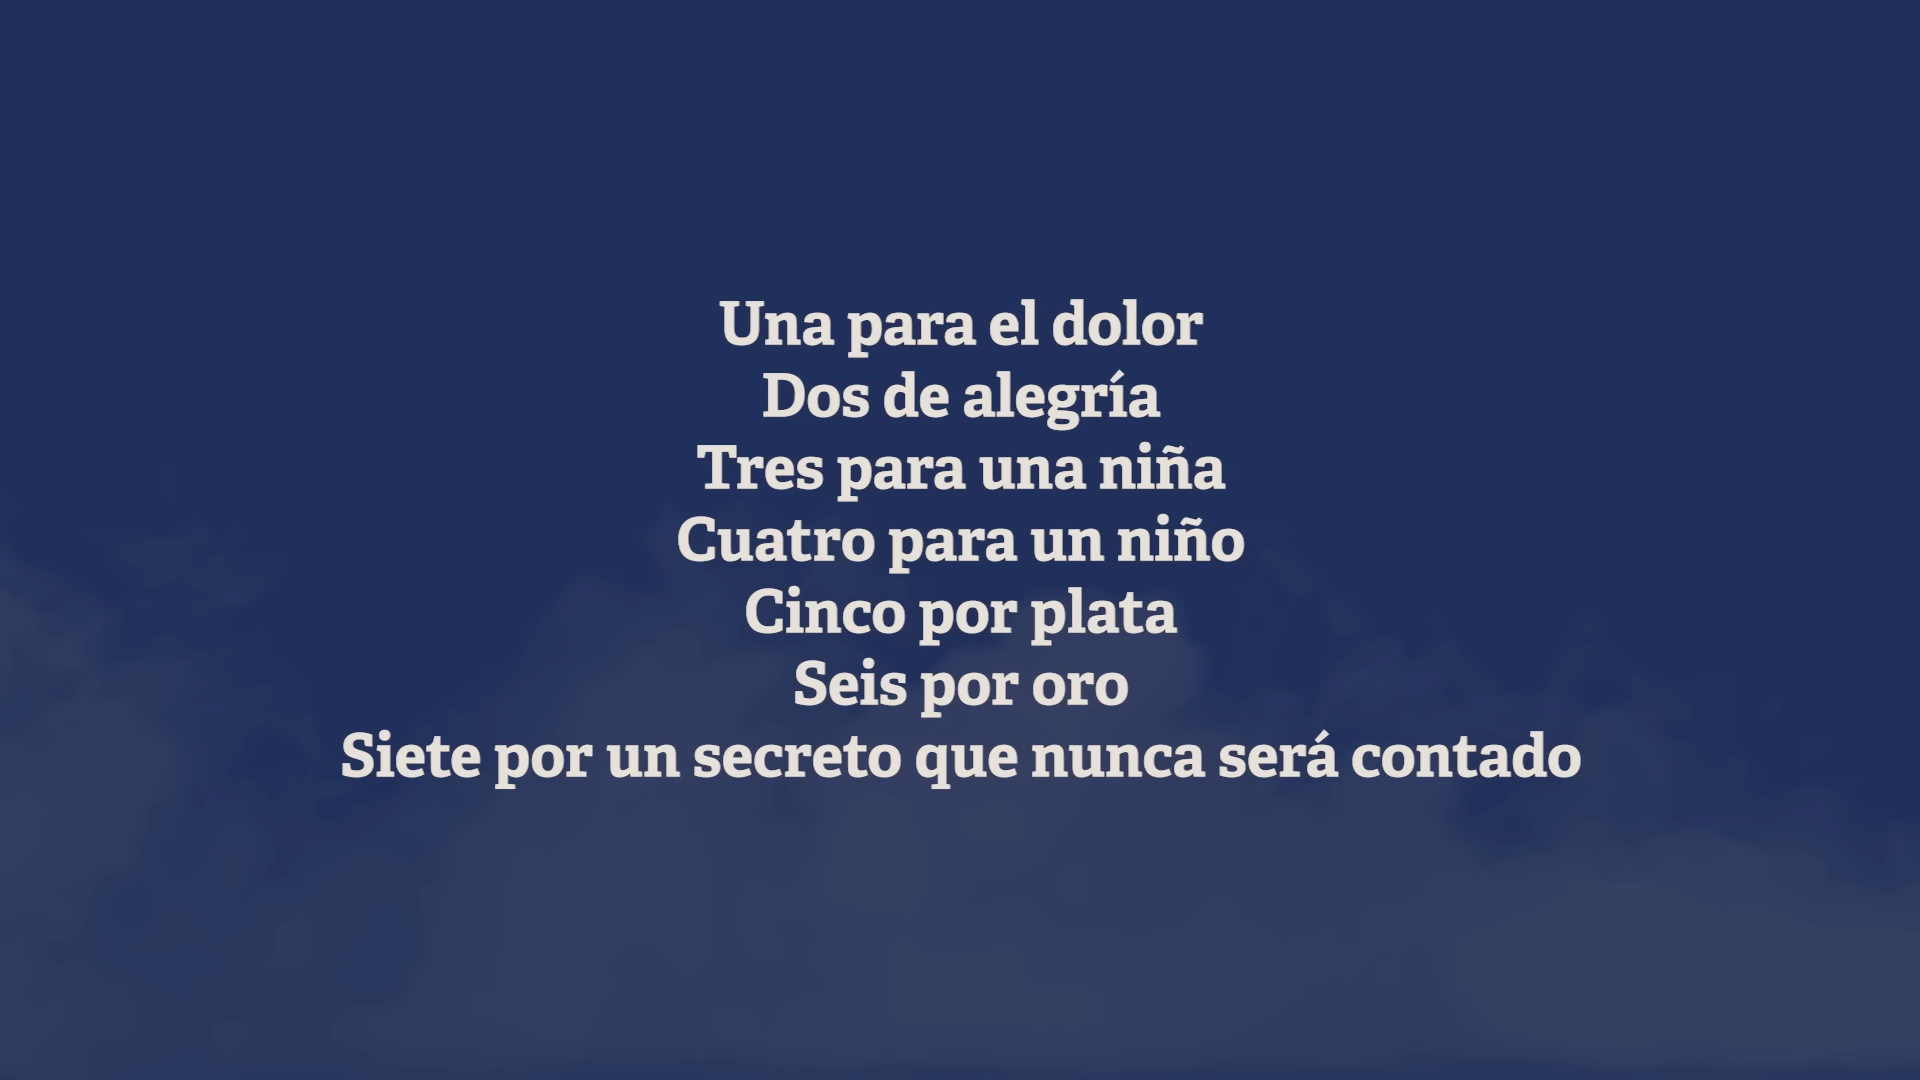 Una para el dolor
Dos de alegría
Tres para una niña
Cuatro para un niño
Cinco por plata
Seis por oro
Siete por un secreto que nunca será contado